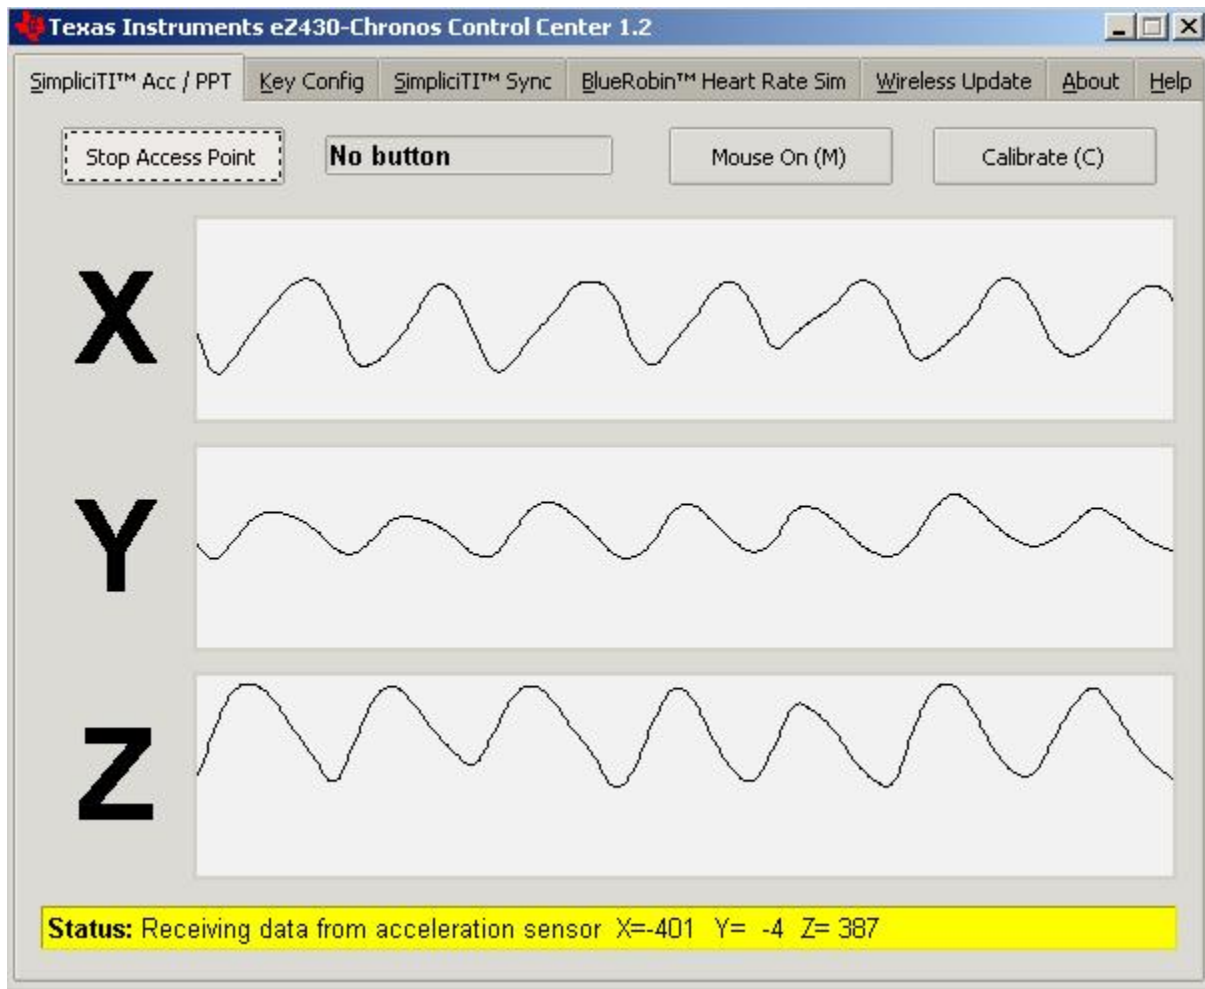 Texas Instruments eZ430-Chronos Control Center 1.2
SimpliciTI™ Acc / PPT Key Config SimpliciTI™ Sync BlueRobin™ Heart Rate Sim Wireless Update About Help
Stop Access Point No button Mouse On (M) Calibrate (C)
X
Y
Z
Status: Receiving data from acceleration sensor X=-401 Y= -4 Z= 387